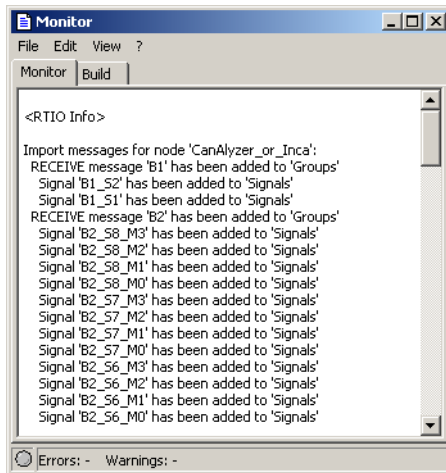 Monitor
File Edit View ?
Monitor Build
<RTIO Info>
Import messages for node 'CanAlyzer_or_Inca':
RECEIVE message 'B1' has been added to 'Groups'
Signal 'B1_S2' has been added to 'Signals'
Signal 'B1_S1' has been added to 'Signals'
RECEIVE message 'B2' has been added to 'Groups'
Signal 'B2_S8_M3' has been added to 'Signals'
Signal 'B2_S8_M2' has been added to 'Signals'
Signal 'B2_S8_M1' has been added to 'Signals'
Signal 'B2_S8_M0' has been added to 'Signals'
Signal 'B2_S7_M3' has been added to 'Signals'
Signal 'B2_S7_M2' has been added to 'Signals'
Signal 'B2_S7_M1' has been added to 'Signals'
Signal 'B2_S7_M0' has been added to 'Signals'
Signal 'B2_S6_M3' has been added to 'Signals'
Signal 'B2_S6_M2' has been added to 'Signals'
Signal 'B2_S6_M1' has been added to 'Signals'
Signal 'B2_S6_M0' has been added to 'Signals'
Errors: - Warnings: -